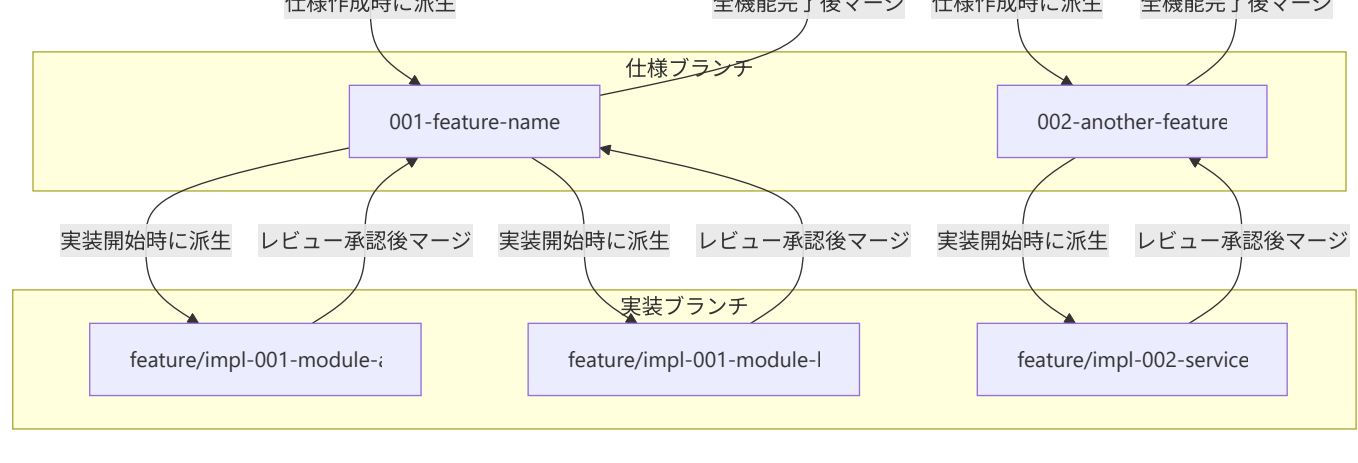 仕様作成時に派生
全機能完了後マージ
仕様作成時に派生
全機能完了後マージ
仕様ブランチ
001-feature-name
002-another-feature
実装開始時に派生
レビュー承認後マージ
実装開始時に派生
レビュー承認後マージ
実装開始時に派生
レビュー承認後マージ
実装ブランチ
feature/impl-001-module-
feature/impl-001-module-
feature/impl-002-service